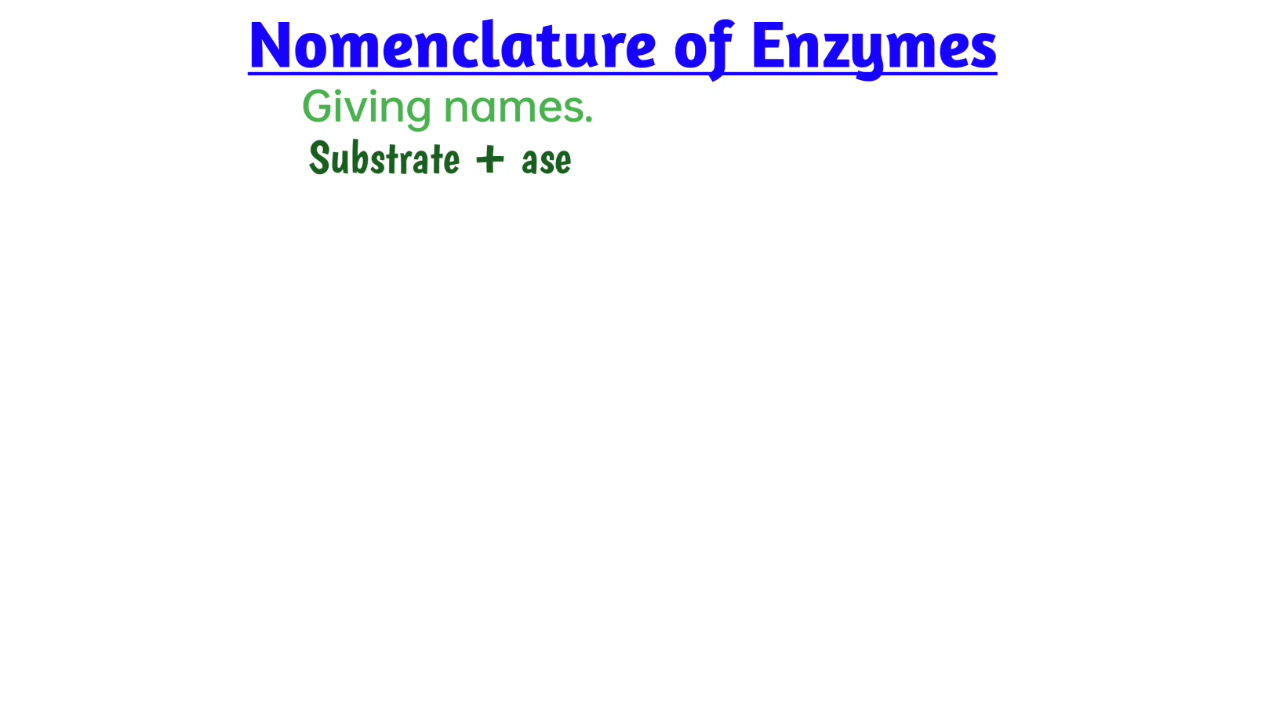 Nomenclature of Enzymes
Giving names.
Substrate + ase